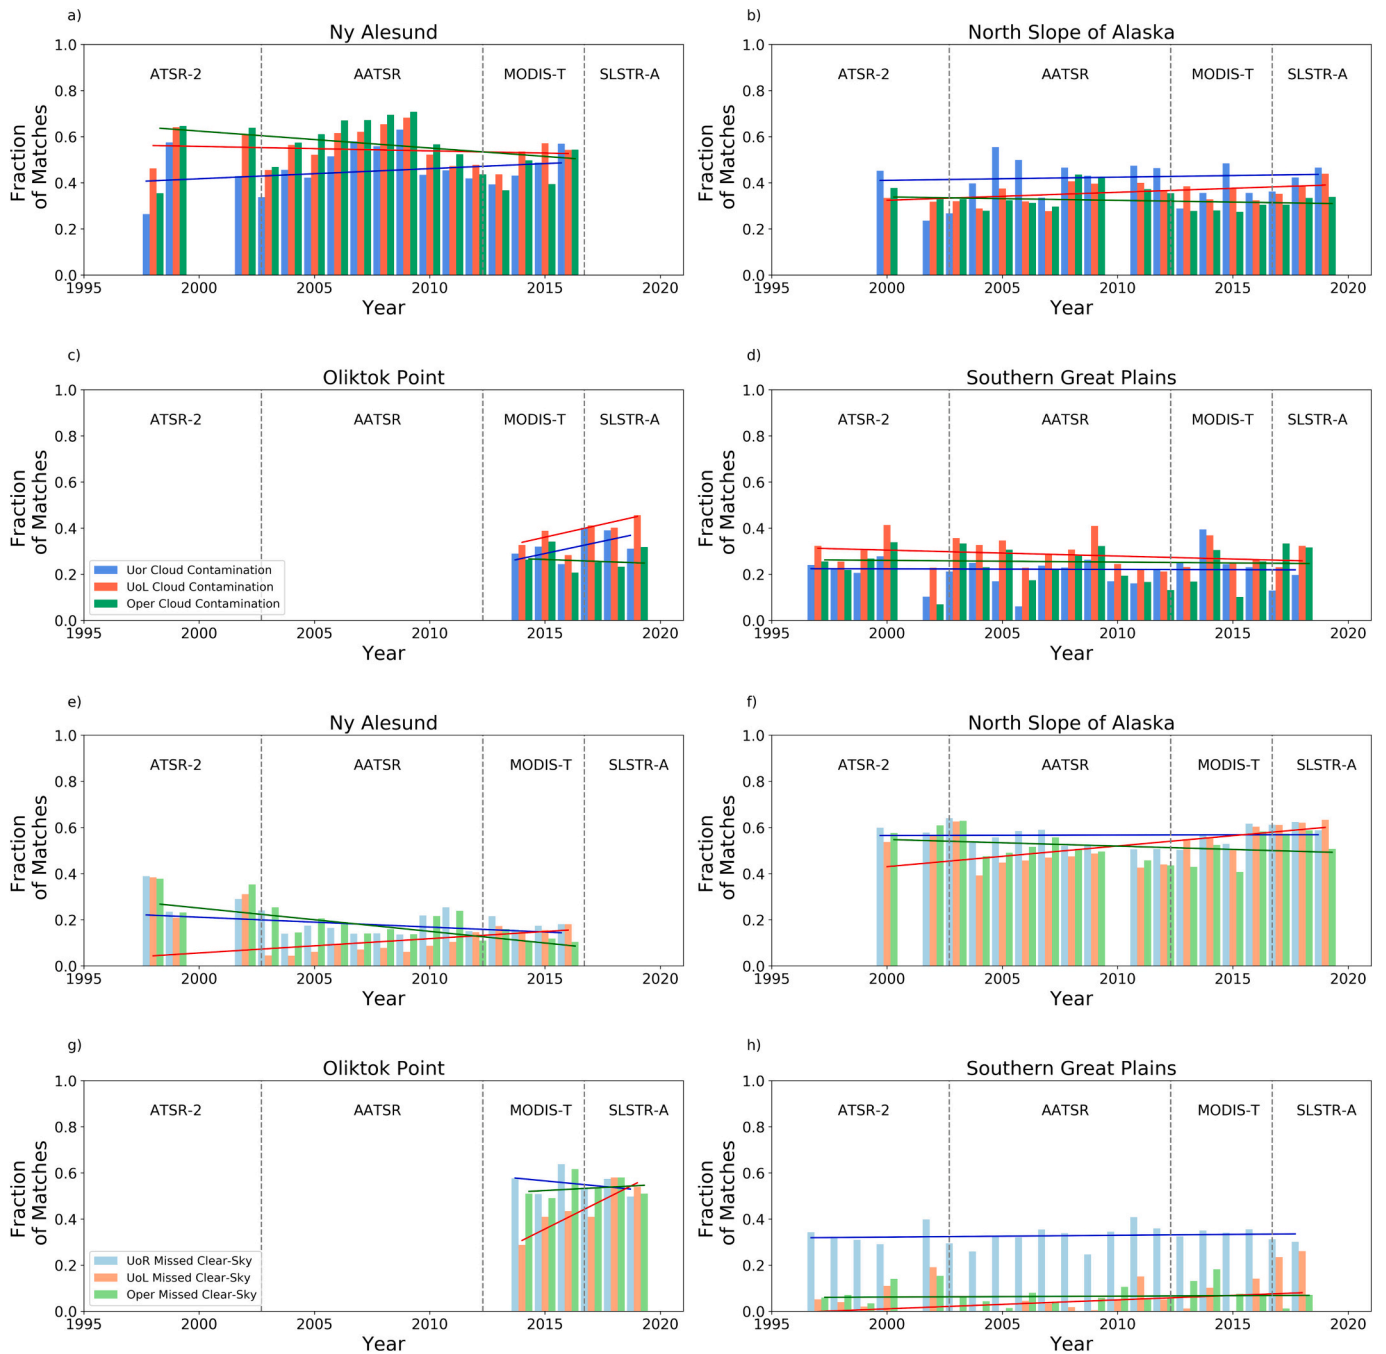 a)
Ny Alesund
1.0
0.8
0.6
0.4
0.2
0.0
Fraction
of Matches
ATSR-2 AATSR MODIS-T SLSTR-A
1995 2000 2005 2010 2015 2020
Year
b)
North Slope of Alaska
1.0
0.8
0.6
0.4
0.2
0.0
Fraction
of Matches
ATSR-2 AATSR MODIS-T SLSTR-A
1995 2000 2005 2010 2015 2020
Year
c)
Oliktok Point
1.0
0.8
0.6
0.4
0.2
0.0
Fraction
of Matches
ATSR-2 AATSR MODIS-T SLSTR-A
Uor Cloud Contamination
UoL Cloud Contamination
Oper Cloud Contamination
1995 2000 2005 2010 2015 2020
Year
d)
Southern Great Plains
1.0
0.8
0.6
0.4
0.2
0.0
Fraction
of Matches
ATSR-2 AATSR MODIS-T SLSTR-A
1995 2000 2005 2010 2015 2020
Year
e)
Ny Alesund
1.0
0.8
0.6
0.4
0.2
0.0
Fraction
of Matches
ATSR-2 AATSR MODIS-T SLSTR-A
1995 2000 2005 2010 2015 2020
Year
f)
North Slope of Alaska
1.0
0.8
0.6
0.4
0.2
0.0
Fraction
of Matches
ATSR-2 AATSR MODIS-T SLSTR-A
1995 2000 2005 2010 2015 2020
Year
g)
Oliktok Point
1.0
0.8
0.6
0.4
0.2
0.0
Fraction
of Matches
ATSR-2 AATSR MODIS-T SLSTR-A
UoR Missed Clear-Sky
UoL Missed Clear-Sky
Oper Missed Clear-Sky
1995 2000 2005 2010 2015 2020
Year
h)
Southern Great Plains
1.0
0.8
0.6
0.4
0.2
0.0
Fraction
of Matches
ATSR-2 AATSR MODIS-T SLSTR-A
1995 2000 2005 2010 2015 2020
Year